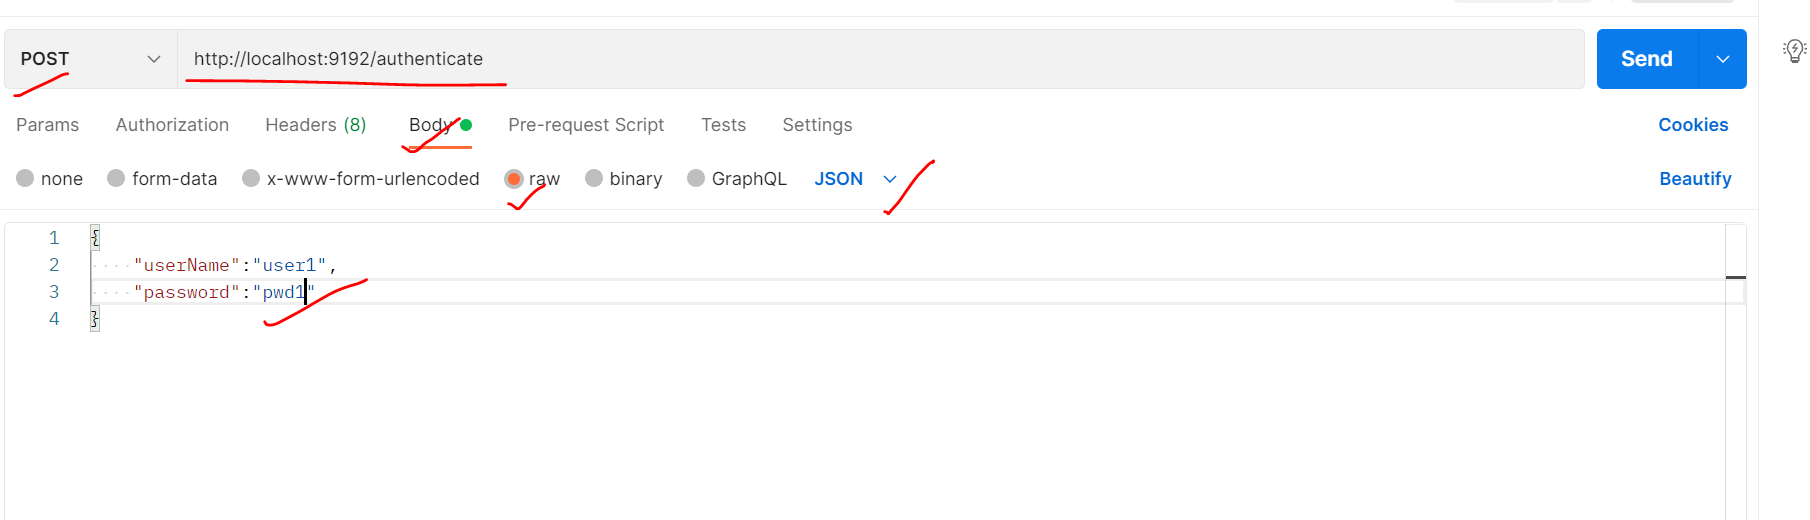 POST http://localhost:9192/authenticate Send
Params Authorization Headers (8) Body Pre-request Script Tests Settings Cookies
none form-data x-www-form-urlencoded raw binary GraphQL JSON Beautify
1 {
2 "userName":"user1",
3 "password":"pwd1"
4 }